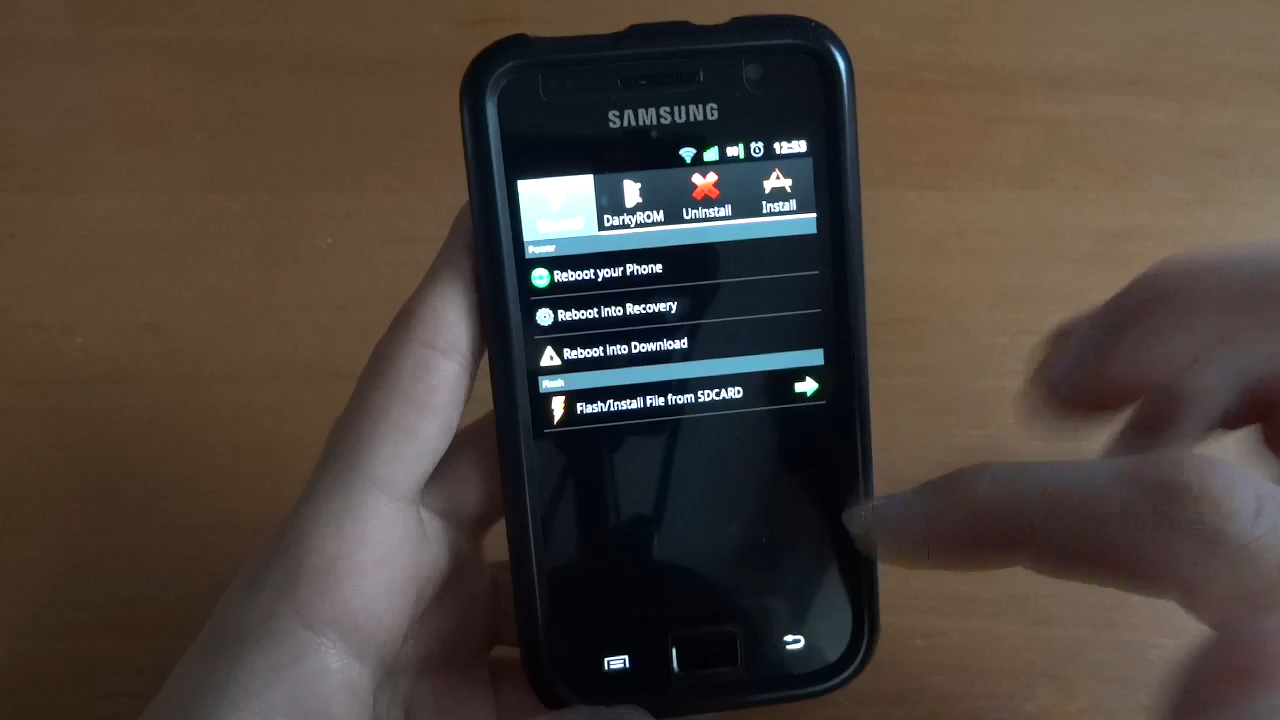 SAMSUNG
12:33
DarkyROM
Uninstall
Install
Power
Reboot your Phone
Reboot into Recovery
Reboot into Download
Flash
Flash/Install File from SDCARD